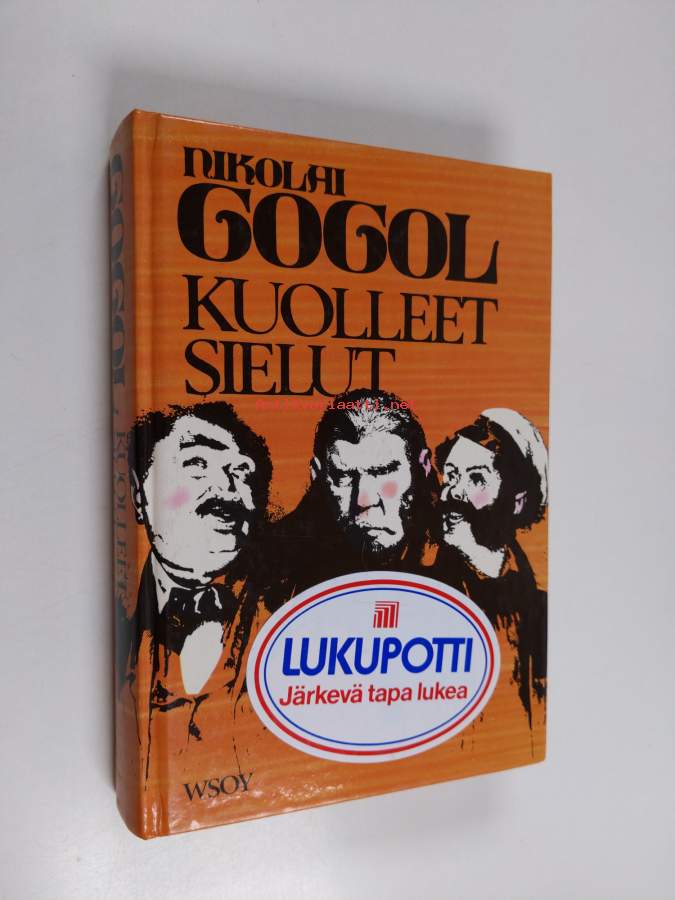 NIKOLAI
GOGOL
KUOLLEET
SIELUT
LUKUPOTTI
Järkevä tapa lukea
WSOY
GOGOL, KUOLLEET